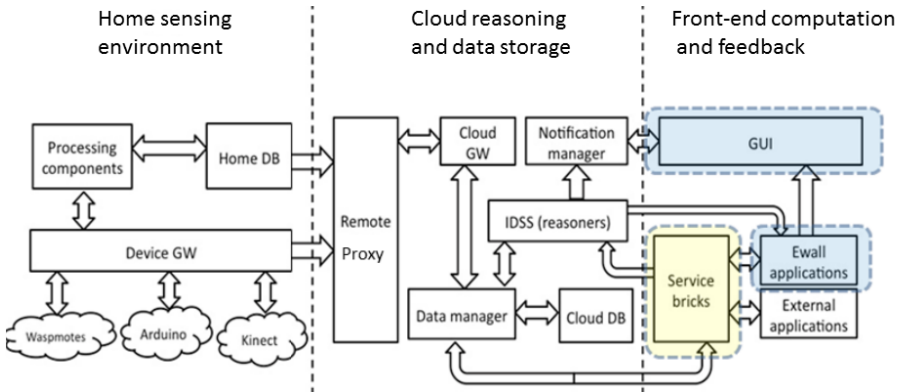 Home sensing
environment
Cloud reasoning
and data storage
Front-end computation
and feedback
Processing
components
Home DB
Device GW
Waspmotes
Arduino
Kinect
Remote
Proxy
Cloud
GW
Notification
manager
IDSS (reasoners)
Data manager
Cloud DB
GUI
Service
bricks
Ewall
applications
External
applications